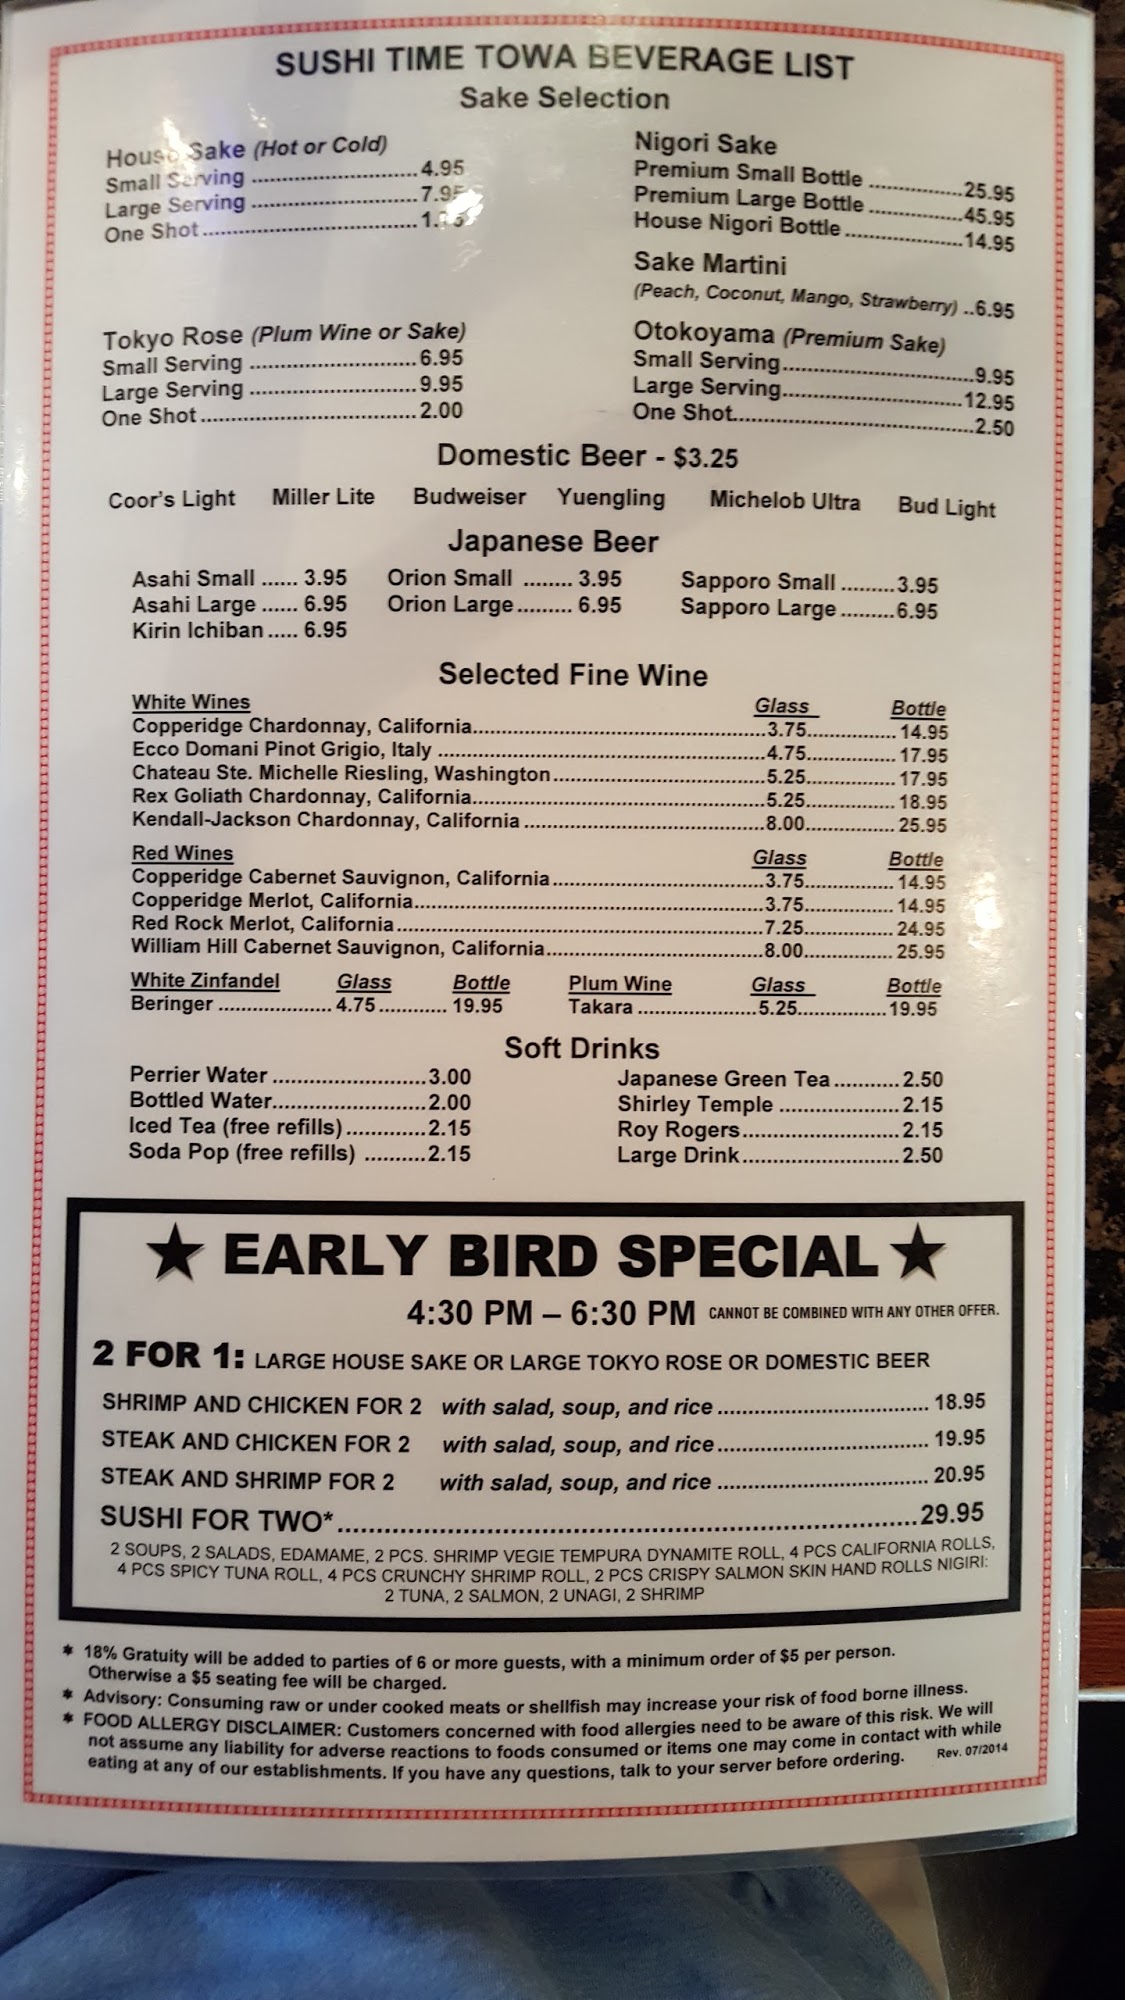 SUSHI TIME TOWA BEVERAGE LIST
Sake Selection
House Sake (Hot or Cold)
Small Serving ........ 4.95
Large Serving ........ 7.95
One Shot ........
Nigori Sake
Premium Small Bottle ........ 25.95
Premium Large Bottle ........ 45.95
House Nigori Bottle ........ 14.95
Sake Martini
(Peach, Coconut, Mango, Strawberry) ..6.95
Tokyo Rose (Plum Wine or Sake)
Small Serving ........ 6.95
Large Serving ........ 9.95
One Shot ........ 2.00
Otokoyama (Premium Sake)
Small Serving ........ 9.95
Large Serving ........ 12.95
One Shot ........ 2.50
Domestic Beer - $3.25
Coor's Light Miller Lite Budweiser Yuengling Michelob Ultra Bud Light
Japanese Beer
Asahi Small ...... 3.95 Orion Small ........ 3.95 Sapporo Small ......... 3.95
Asahi Large ...... 6.95 Orion Large ......... 6.95 Sapporo Large ......... 6.95
Kirin Ichiban ..... 6.95
Selected Fine Wine
White Wines Glass Bottle
Copperidge Chardonnay, California ........ 3.75 ........ 14.95
Ecco Domani Pinot Grigio, Italy ........ 4.75 ........ 17.95
Chateau Ste. Michelle Riesling, Washington ........ 5.25 ........ 17.95
Rex Goliath Chardonnay, California ........ 5.25 ........ 18.95
Kendall-Jackson Chardonnay, California ........ 8.00 ........ 25.95
Red Wines Glass Bottle
Copperidge Cabernet Sauvignon, California ........ 3.75 ........ 14.95
Copperidge Merlot, California ........ 3.75 ........ 14.95
Red Rock Merlot, California ........ 7.25 ........ 24.95
William Hill Cabernet Sauvignon, California ........ 8.00 ........ 25.95
White Zinfandel Glass Bottle Plum Wine Glass Bottle
Beringer ........ 4.75 ........ 19.95 Takara ........ 5.25 ........ 19.95
Soft Drinks
Perrier Water ........ 3.00
Bottled Water ........ 2.00
Iced Tea (free refills) ........ 2.15
Soda Pop (free refills) ........ 2.15
Japanese Green Tea ........ 2.50
Shirley Temple ........ 2.15
Roy Rogers ........ 2.15
Large Drink ........ 2.50
★ EARLY BIRD SPECIAL ★
4:30 PM – 6:30 PM CANNOT BE COMBINED WITH ANY OTHER OFFER.
2 FOR 1: LARGE HOUSE SAKE OR LARGE TOKYO ROSE OR DOMESTIC BEER
SHRIMP AND CHICKEN FOR 2 with salad, soup, and rice ........ 18.95
STEAK AND CHICKEN FOR 2 with salad, soup, and rice ........ 19.95
STEAK AND SHRIMP FOR 2 with salad, soup, and rice ........ 20.95
SUSHI FOR TWO* ........ 29.95
2 SOUPS, 2 SALADS, EDAMAME, 2 PCS. SHRIMP VEGIE TEMPURA DYNAMITE ROLL, 4 PCS CALIFORNIA ROLLS,
4 PCS SPICY TUNA ROLL, 4 PCS CRUNCHY SHRIMP ROLL, 2 PCS CRISPY SALMON SKIN HAND ROLLS NIGIRI:
2 TUNA, 2 SALMON, 2 UNAGI, 2 SHRIMP
* 18% Gratuity will be added to parties of 6 or more guests, with a minimum order of $5 per person.
Otherwise a $5 seating fee will be charged.
* Advisory: Consuming raw or under cooked meats or shellfish may increase your risk of food borne illness.
* FOOD ALLERGY DISCLAIMER: Customers concerned with food allergies need to be aware of this risk. We will
not assume any liability for adverse reactions to foods consumed or items one may come in contact with while
eating at any of our establishments. If you have any questions, talk to your server before ordering. Rev. 07/2014